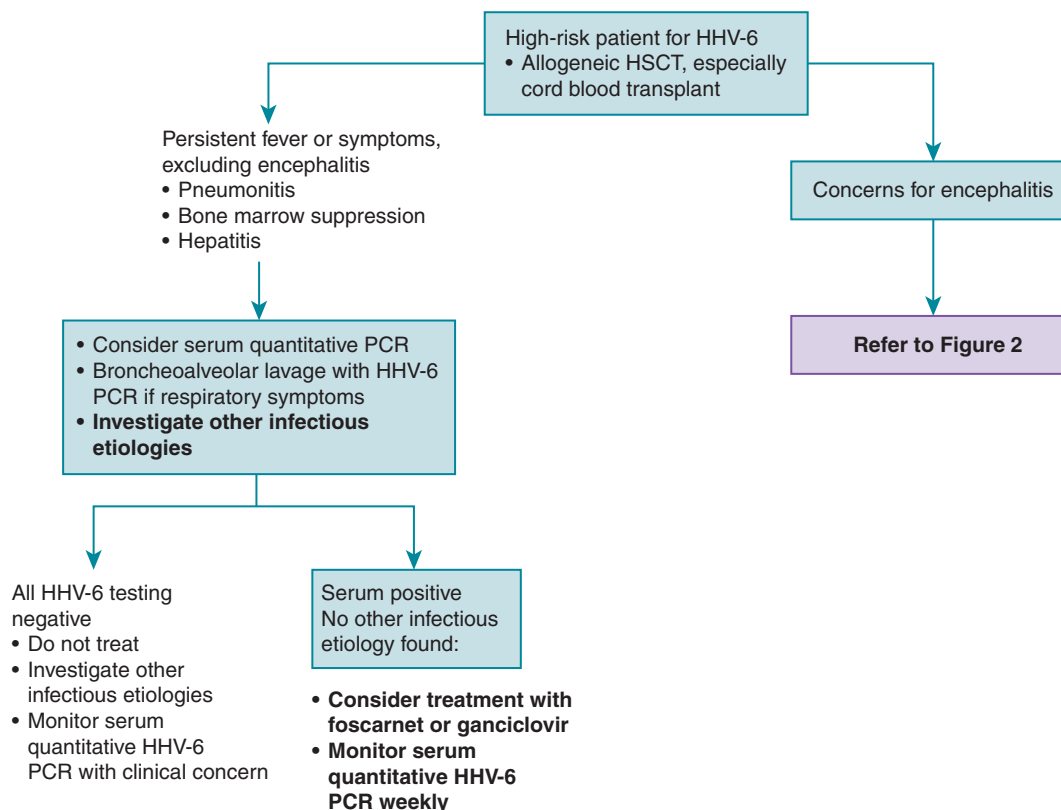 High-risk patient for HHV-6
• Allogeneic HSCT, especially
cord blood transplant
Persistent fever or symptoms,
excluding encephalitis
• Pneumonitis
• Bone marrow suppression
• Hepatitis
Concerns for encephalitis
Refer to Figure 2
• Consider serum quantitative PCR
• Broncheoalveolar lavage with HHV-6
PCR if respiratory symptoms
• Investigate other infectious
etiologies
All HHV-6 testing
negative
• Do not treat
• Investigate other
infectious etiologies
• Monitor serum
quantitative HHV-6
PCR with clinical concern
Serum positive
No other infectious
etiology found:
• Consider treatment with
foscarnet or ganciclovir
• Monitor serum
quantitative HHV-6
PCR weekly